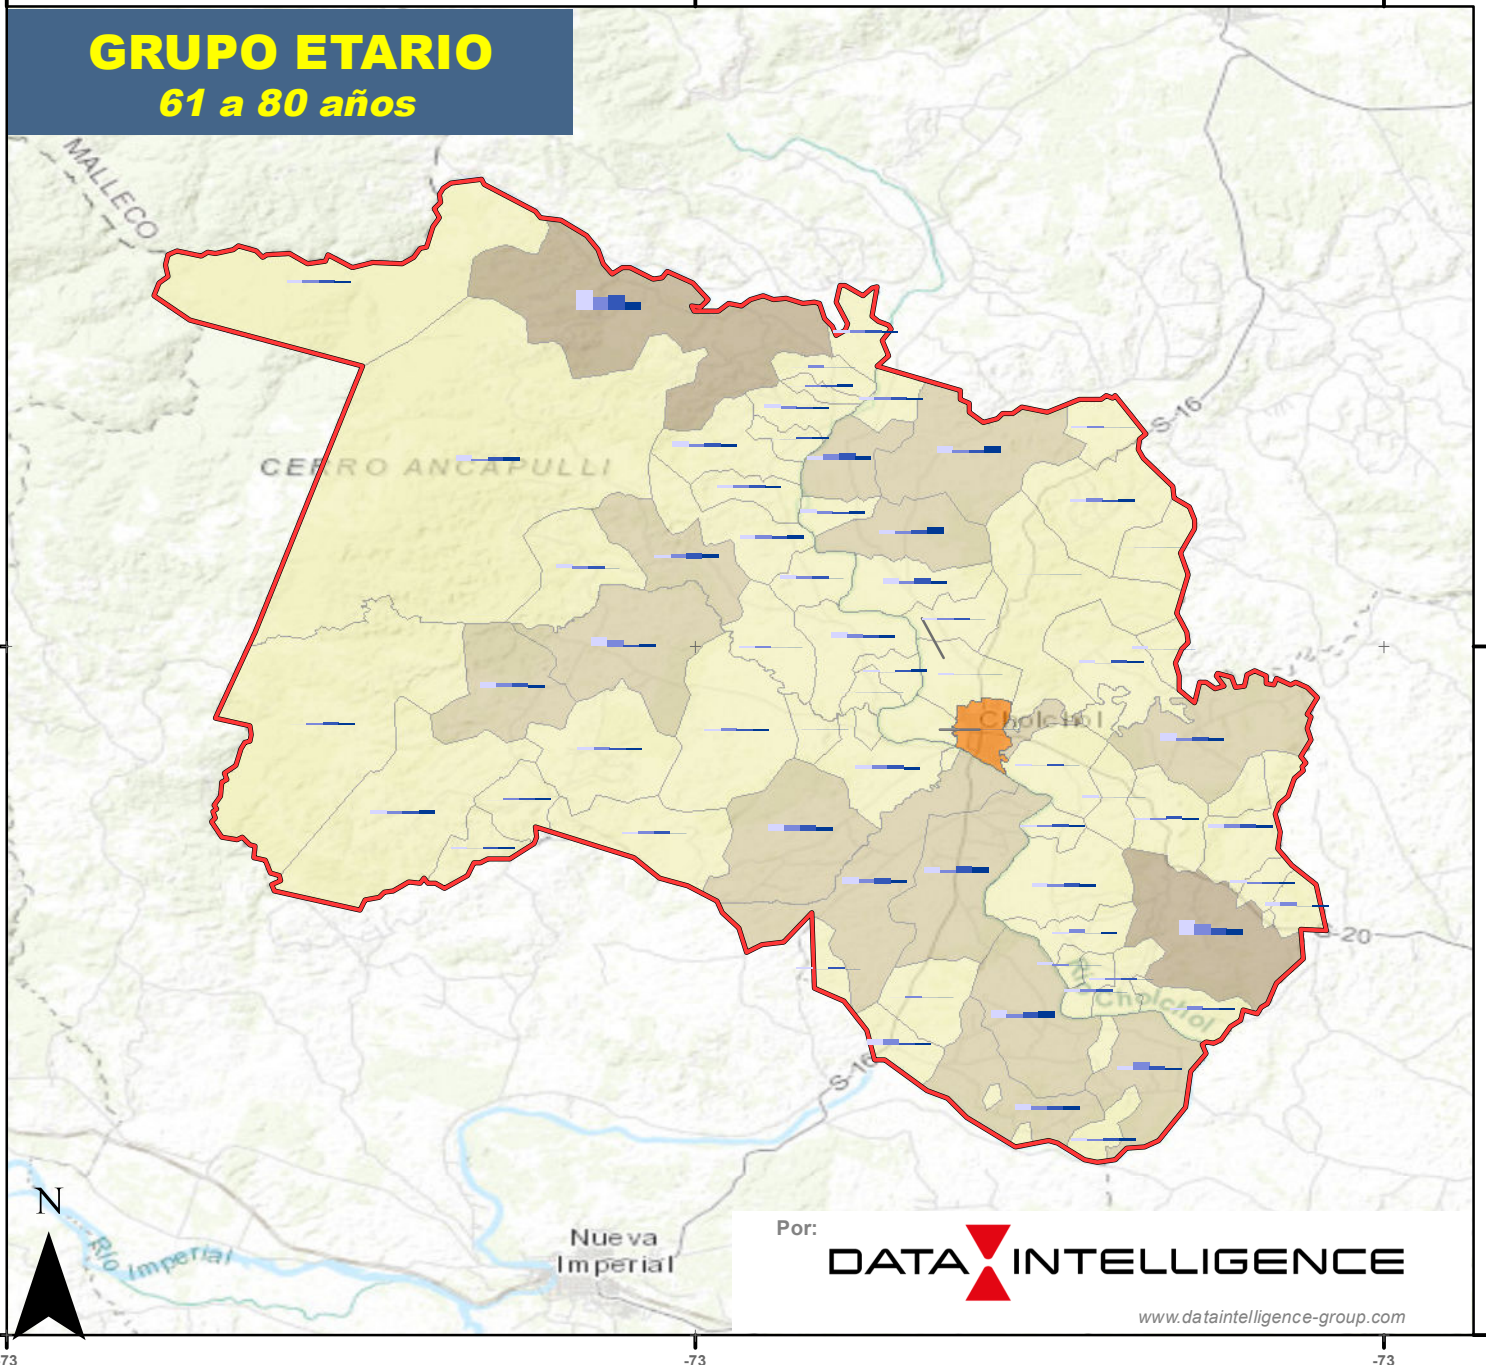 GRUPO ETARIO
61 a 80 años
MALLECO
S-16
CERRO ANCAPULLI
Cholchol
S-20
Río Cholchol
S-16
N
Río Imperial
Nueva
Imperial
Por:
DATA INTELLIGENCE
www.dataintelligence-group.com
-73
-73
-73